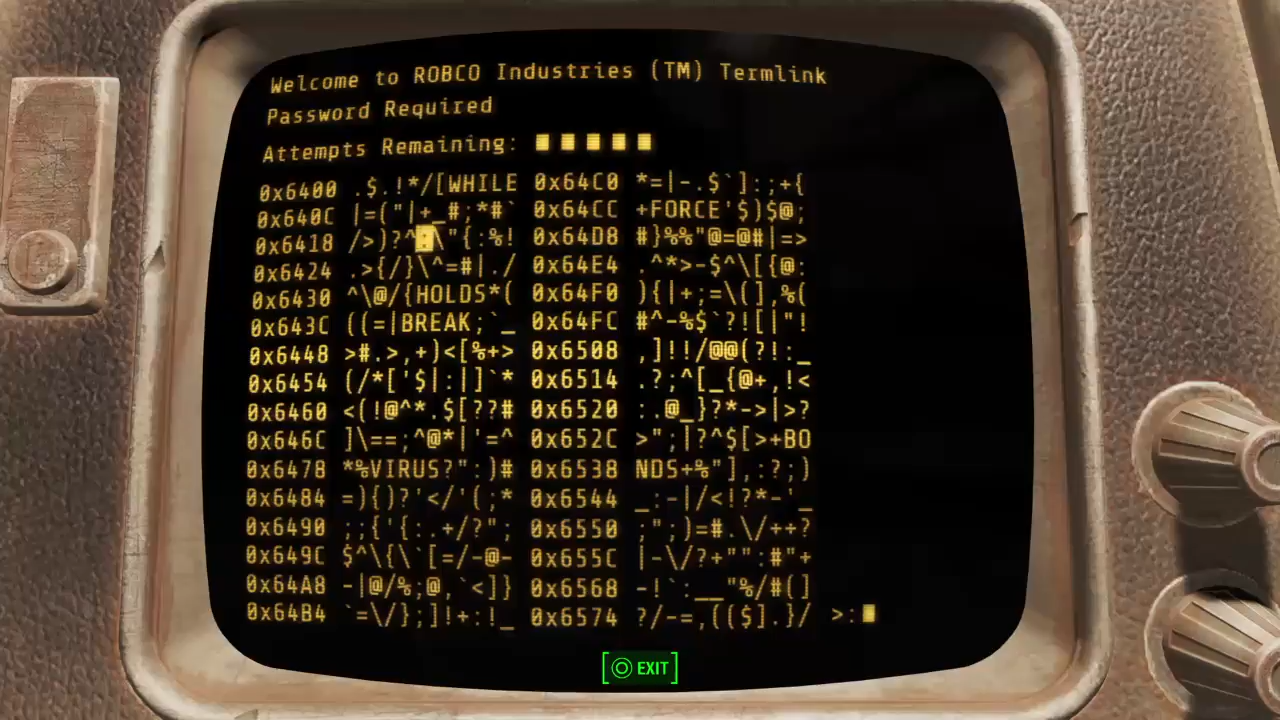 Welcome to ROBCO Industries (TM) Termlink
Password Required
Attempts Remaining: ■ ■ ■ ■ ■
0x6400 .$.!*/[WHILE 0x64C0 *=|-.$`]:;+{
0x640C |=("|+_#;*#` 0x64CC +FORCE'$)$@;
0x6418 />)?^:\"{:%! 0x64D8 #}%%"@=@#|=>
0x6424 .>{/}\^=#|./ 0x64E4 .^*>-$^\[{@:
0x6430 ^\@/{HOLDS*( 0x64F0 ){|+;=\(],%(
0x643C ((=|BREAK;`_ 0x64FC #^-%$`?![|"!
0x6448 >#.>,+)<[%+> 0x6508 ,]!!/@@(?!:_
0x6454 (/*['$|:|]`* 0x6514 .?;^[_{@+,!<
0x6460 <(!@^*.$[??# 0x6520 :.@_}?*->|>?
0x646C ]\==;^@*|'=^ 0x652C >";|?^$[>+BO
0x6478 *%VIRUS?":)# 0x6538 NDS+%"],:?;)
0x6484 =){)?'</'(;* 0x6544 _:-|/<!?*-'_
0x6490 ;;{'{:.+/?"; 0x6550 ;";)=#.\/++?
0x649C $^\{\`[=/-@- 0x655C |-\/?+"":#"+
0x64A8 -|@/%;@,`<]} 0x6568 -!`:__"%/#(]
0x64B4 `=\/};]!+:!_ 0x6574 ?/-=,(($].}/ >:■
EXIT